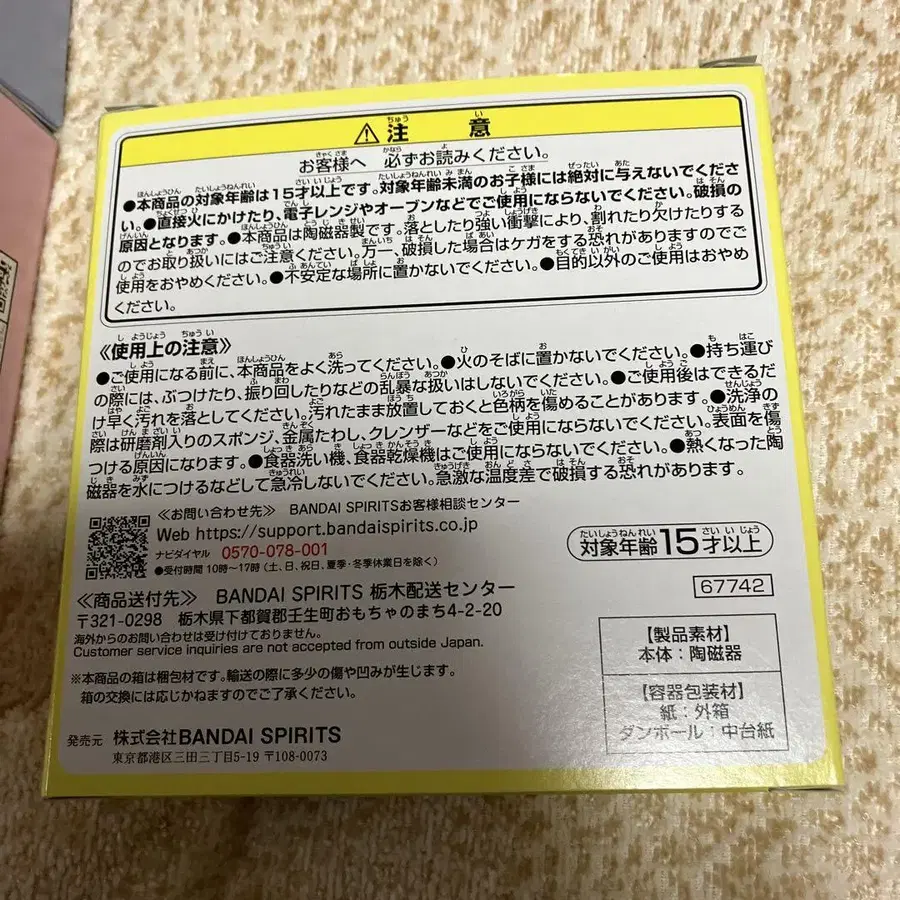 ⚠注 意
お客様へ 必ずお読みください。
●本商品の対象年齢は15才以上です。対象年齢未満のお子様には絶対に与えないでくださ
い。●直接火にかけたり、電子レンジやオーブンなどでご使用にならないでください。破損の
原因となります。●本商品は陶磁器製です。落としたり強い衝撃により、割れたり欠けたりする
のでお取り扱いにはご注意ください。万一、破損した場合はケガをする恐れがありますのでご
使用をおやめください。●不安定な場所に置かないでください。●目的以外のご使用はおやめ
ください。
《使用上の注意》
●ご使用になる前に、本商品をよく洗ってください。●火のそばに置かないでください。●持ち運び
の際には、ぶつけたり、振り回したりなどの乱暴な扱いはしないでください。●ご使用後はできるだ
け早く汚れを落としてください。汚れたまま放置しておくと色柄を傷めることがあります。●洗浄の
際は研磨剤入りのスポンジ、金属たわし、クレンザーなどをご使用にならないでください。表面を傷
つける原因になります。●食器洗い機、食器乾燥機はご使用にならないでください。●熱くなった陶
磁器を水につけるなどして急冷しないでください。急激な温度差で破損する恐れがあります。
≪お問い合わせ先≫ BANDAI SPIRITSお客様相談センター
Web https://support.bandaispirits.co.jp
ナビダイヤル 0570-078-001
●受付時間 10時〜17時(土、日、祝日、夏季・冬季休業日を除く)
対象年齢15才以上
67742
≪商品送付先≫ BANDAI SPIRITS 栃木配送センター
〒321-0298 栃木県下都賀郡壬生町おもちゃのまち4-2-20
海外からのお問い合わせは受け付けておりません。
Customer service inquiries are not accepted from outside Japan.
※本商品の箱は梱包材です。輸送の際に多少の傷や凹みが生じます。
箱の交換には応じかねますのでご了承ください。
【製品素材】
本体：陶磁器
【容器包装材】
紙：外箱
ダンボール：中台紙
発売元 株式会社BANDAI SPIRITS
東京都港区三田三丁目5-19 〒108-0073